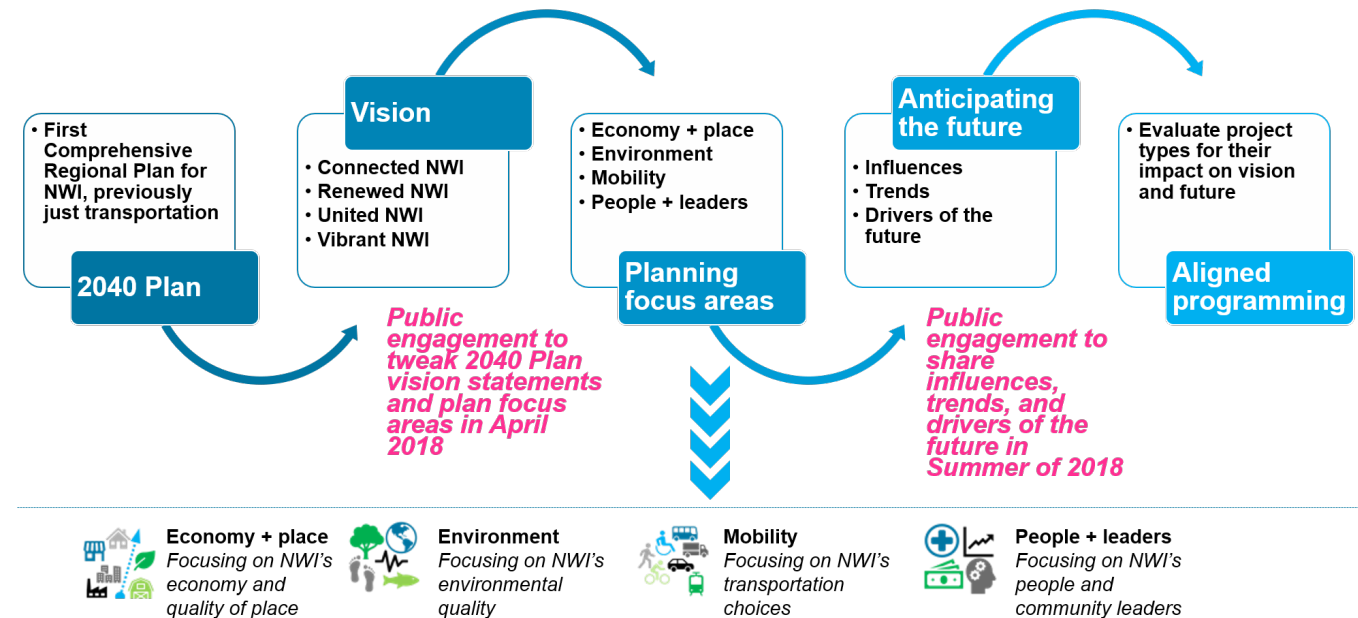 • First
Comprehensive
Regional Plan for
NWI, previously
just transportation
2040 Plan
Vision
• Connected NWI
• Renewed NWI
• United NWI
• Vibrant NWI
Public
engagement to
tweak 2040 Plan
vision statements
and plan focus
areas in April
2018
• Economy + place
• Environment
• Mobility
• People + leaders
Planning
focus areas
Anticipating
the future
• Influences
• Trends
• Drivers of the
future
Public
engagement to
share
influences,
trends, and
drivers of the
future in
Summer of 2018
• Evaluate project
types for their
impact on vision
and future
Aligned
programming
Economy + place
Focusing on NWI's
economy and
quality of place
Environment
Focusing on NWI's
environmental
quality
Mobility
Focusing on NWI's
transportation
choices
People + leaders
Focusing on NWI's
people and
community leaders